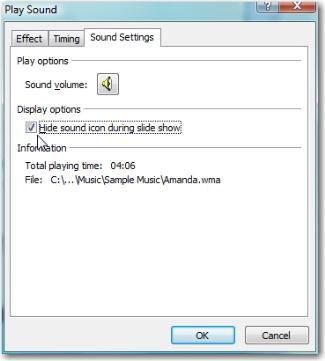 Play Sound
Effect Timing Sound Settings
Play options
Sound volume:
Display options
Hide sound icon during slide show
Information
Total playing time: 04:06
File: C:\...\Music\Sample Music\Amanda.wma
OK Cancel